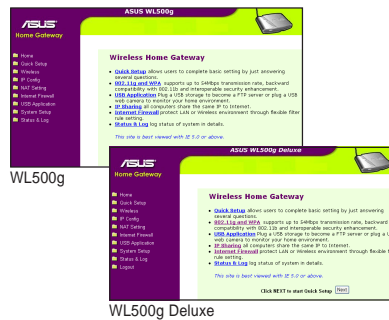 ASUS WL500g
ASUS
Home Gateway
Home
Quick Setup
Wireless
IP Config
NAT Setting
Internet Firewall
USB Application
System Setup
Status & Log
Wireless Home Gateway
Quick Setup allows users to complete basic setting by just answering
several questions.
802.11g and WPA supports up to 54Mbps transmission rate, backward
compatibility with 802.11b and interoperable security enhancement.
USB Application Plug a USB storage to become a FTP server or plug a USB
web camera to monitor your home environment.
IP Sharing all computers share the same IP to Internet.
Internet Firewall protect LAN or Wireless environment through flexible filter
rule setting.
Status & Log log status of system in details.
This site is best viewed with IE 5.0 or above.
WL500g
ASUS WL500g Deluxe
ASUS
Home Gateway
Home
Quick Setup
Wireless
IP Config
NAT Setting
Internet Firewall
USB Application
System Setup
Status & Log
Logout
Wireless Home Gateway
Quick Setup allows users to complete basic setting by just answering
several questions.
802.11g and WPA supports up to 54Mbps transmission rate, backward
compatibility with 802.11b and interoperable security enhancement.
USB Application Plug a USB storage to become a FTP server or plug a U
web camera to monitor your home environment.
IP Sharing all computers share the same IP to Internet.
Internet Firewall protect LAN or Wireless environment through flexible f
rule setting.
Status & Log log status of system in details.
This site is best viewed with IE 5.0 or above.
Click NEXT to start Quick Setup Next
WL500g Deluxe